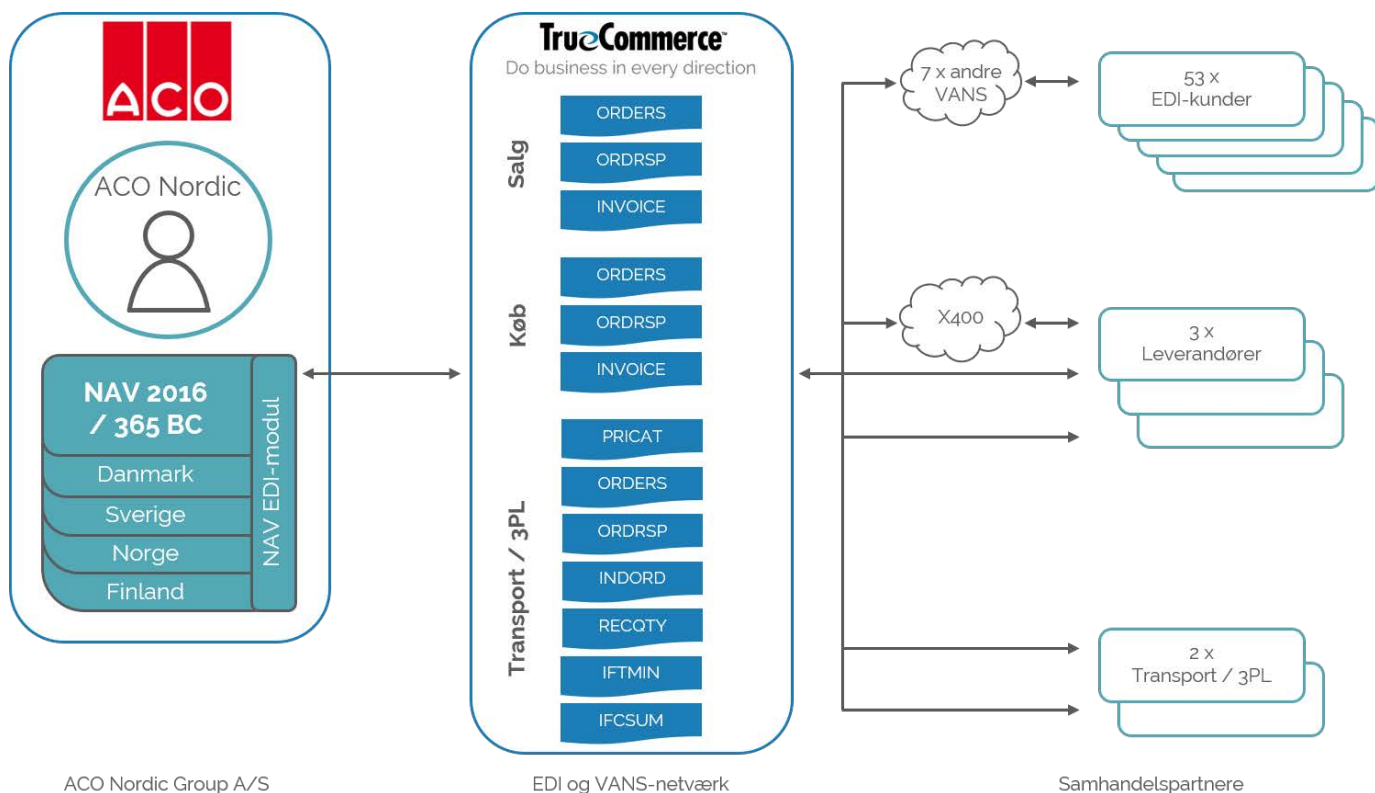 ACO
ACO Nordic
NAV 2016
/ 365 BC
Danmark
Sverige
Norge
Finland
NAV EDI-modul
ACO Nordic Group A/S
TrueCommerce™
Do business in every direction
Salg
ORDERS
ORDRSP
INVOICE
Køb
ORDERS
ORDRSP
INVOICE
Transport / 3PL
PRICAT
ORDERS
ORDRSP
INDORD
RECQTY
IFTMIN
IFCSUM
EDI og VANS-netværk
7 x andre
VANS
53 x
EDI-kunder
X400
3 x
Leverandører
2 x
Transport / 3PL
Samhandelspartnere